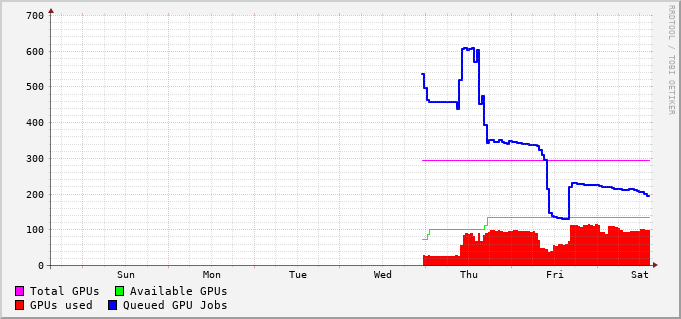 700
600
500
400
300
200
100
0
Sun Mon Tue Wed Thu Fri Sat
Total GPUs Available GPUs
GPUs used Queued GPU Jobs
RRDTOOL / TOBI OETIKER